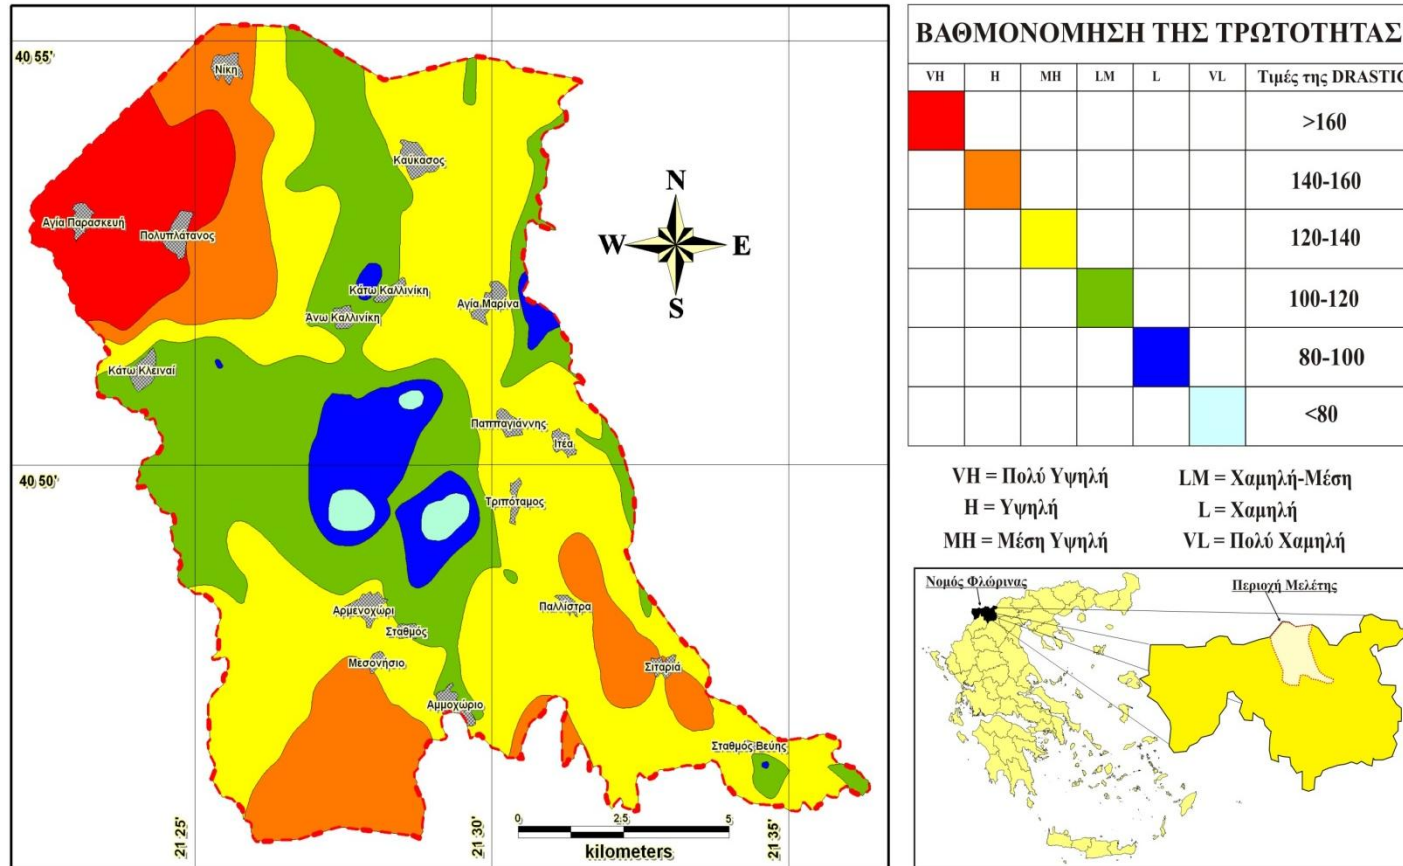 40 55'
Νίκη
Καύκασος
Αγία Παρασκευή
Πολυπλάτανος
Κάτω Καλλινίκη
Άνω Καλλινίκη
Αγία Μαρίνα
Κάτω Κλειναί
Παππαγιάννης
Ιτέα
40 50'
Τριπόταμος
Αρμενοχώρι
Σταθμός
Παλλίστρα
Μεσονήσιο
Σιταριά
Αμμοχώριο
Σταθμός Βεύης
21 25'
21 30'
21 35'
0 2.5 5
kilometers
N
W E
S
ΒΑΘΜΟΝΟΜΗΣΗ ΤΗΣ ΤΡΩΤΟΤΗΤΑΣ
VH H MH LM L VL Τιμές της DRASTIC
>160
140-160
120-140
100-120
80-100
<80
VH = Πολύ Υψηλή LM = Χαμηλή-Μέση
H = Υψηλή L = Χαμηλή
MH = Μέση Υψηλή VL = Πολύ Χαμηλή
Νομός Φλώρινας Περιοχή Μελέτης